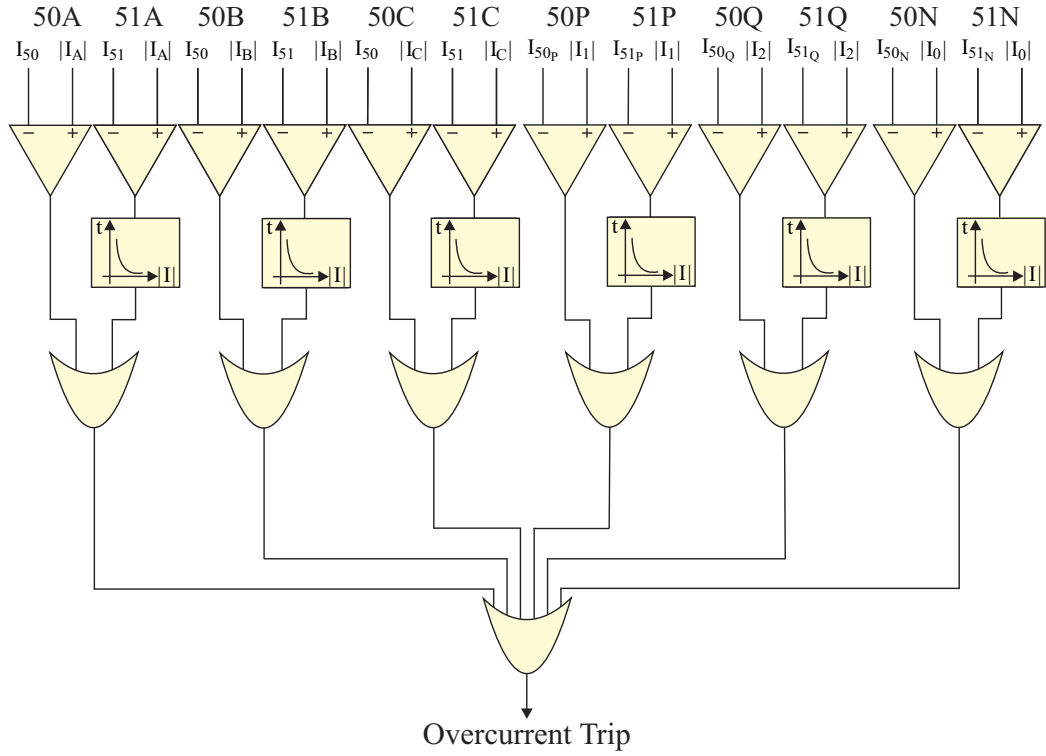 50A 51A 50B 51B 50C 51C 50P 51P 50Q 51Q 50N 51N
I50 |IA| I51 |IA| I50 |IB| I51 |IB| I50 |IC| I51 |IC| I50P |I1| I51P |I1| I50Q |I2| I51Q |I2| I50N |I0| I51N |I0|
− + − + − + − + − + − + − + − + − + − + − + − +
t t t t t t
|I| |I| |I| |I| |I| |I|
Overcurrent Trip